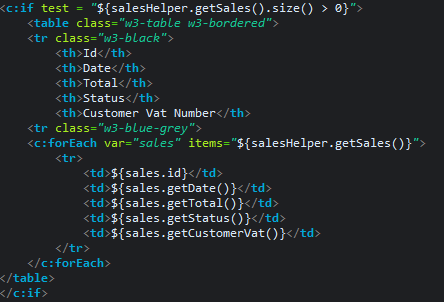 <c:if test = "${salesHelper.getSales().size() > 0}">
<table class="w3-table w3-bordered">
<tr class="w3-black">
<th>Id</th>
<th>Date</th>
<th>Total</th>
<th>Status</th>
<th>Customer Vat Number</th>
<tr class="w3-blue-grey">
<c:forEach var="sales" items="${salesHelper.getSales()}">
<tr>
<td>${sales.id}</td>
<td>${sales.getDate()}</td>
<td>${sales.getTotal()}</td>
<td>${sales.getStatus()}</td>
<td>${sales.getCustomerVat()}</td>
</tr>
</c:forEach>
</table>
</c:if>